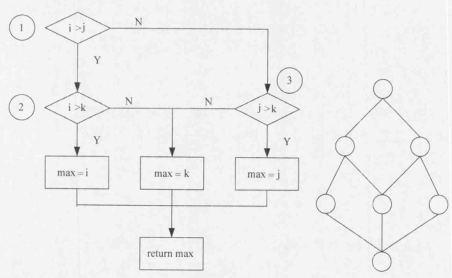 1
i >j
N
Y
3
2
i >k
N
N
j >k
Y
Y
max = i
max = k
max = j
return max